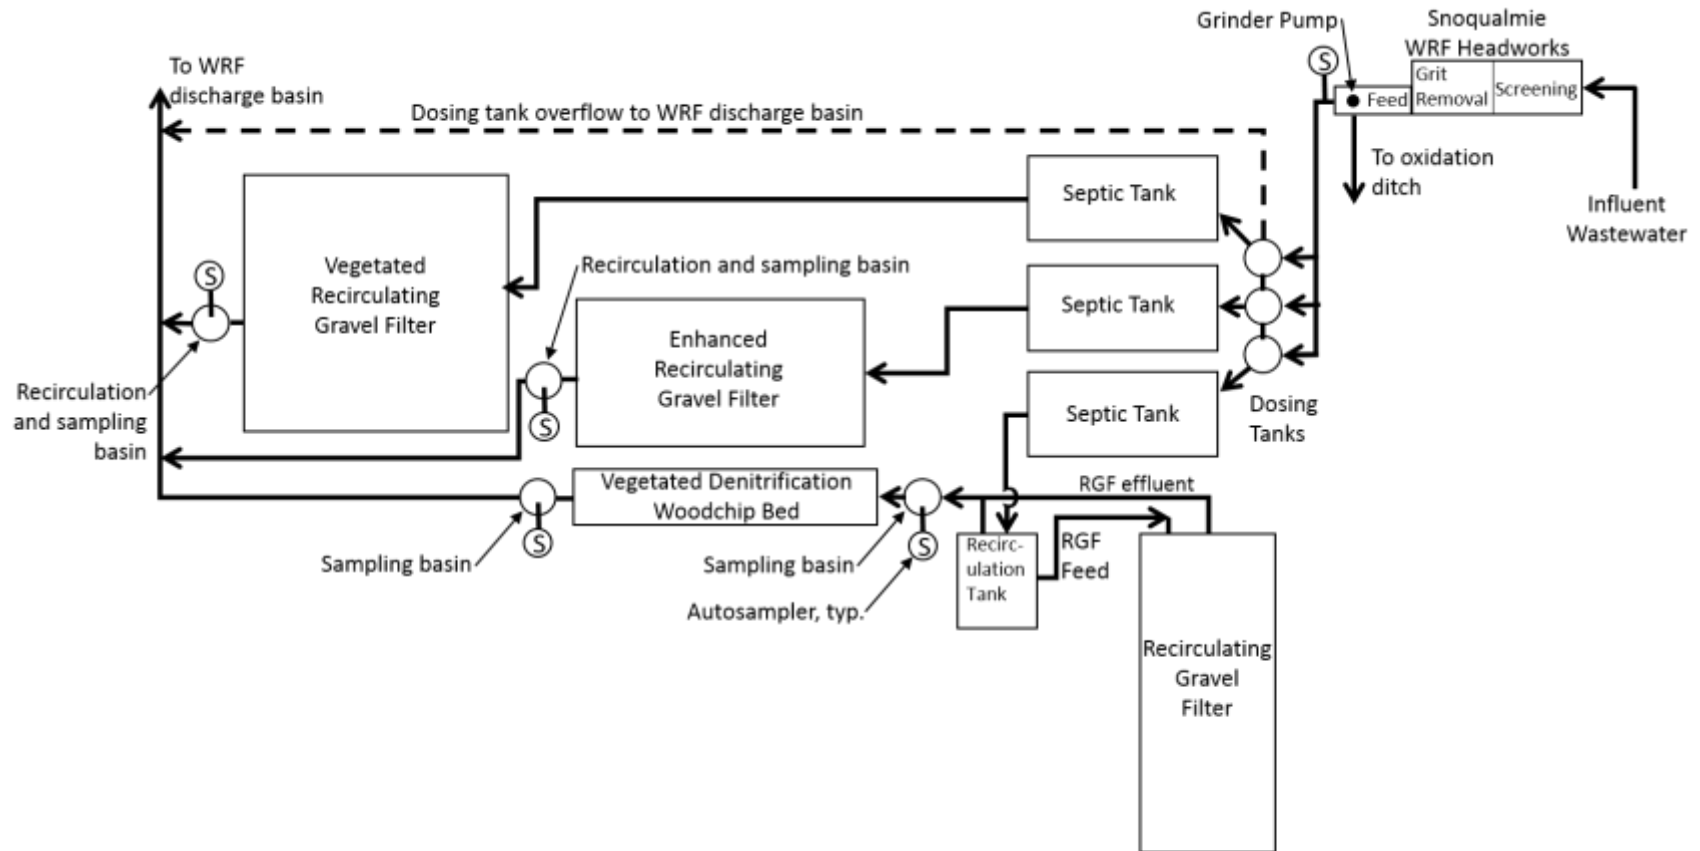 Grinder Pump
Snoqualmie
WRF Headworks
S
Grit
Removal
Screening
Feed
To WRF
discharge basin
Dosing tank overflow to WRF discharge basin
To oxidation
ditch
Influent
Wastewater
Septic Tank
Vegetated
Recirculating
Gravel Filter
S
Recirculation and sampling basin
Septic Tank
Enhanced
Recirculating
Gravel Filter
Recirculation
and sampling
basin
S
Septic Tank
Dosing
Tanks
Vegetated Denitrification
Woodchip Bed
RGF effluent
S
S
Sampling basin
Sampling basin
Autosampler, typ.
Recirc-
ulation
Tank
RGF
Feed
Recirculating
Gravel
Filter